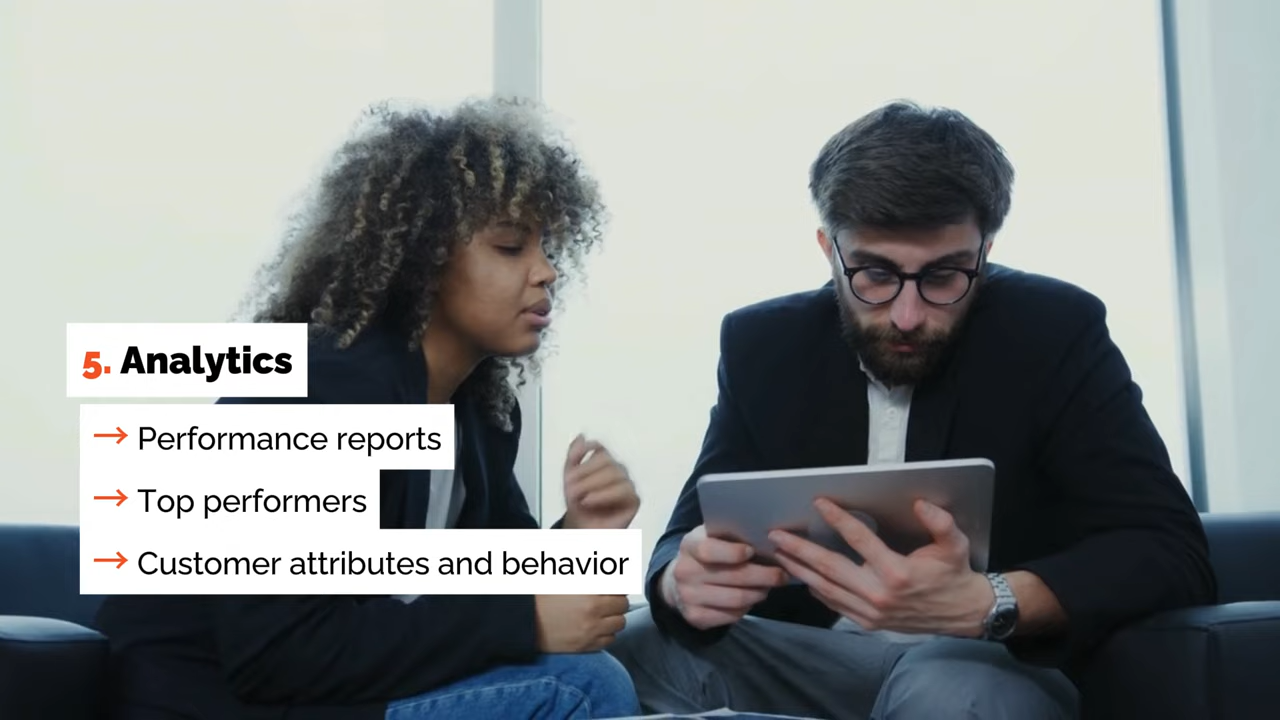 5. Analytics
→ Performance reports
→ Top performers
→ Customer attributes and behavior